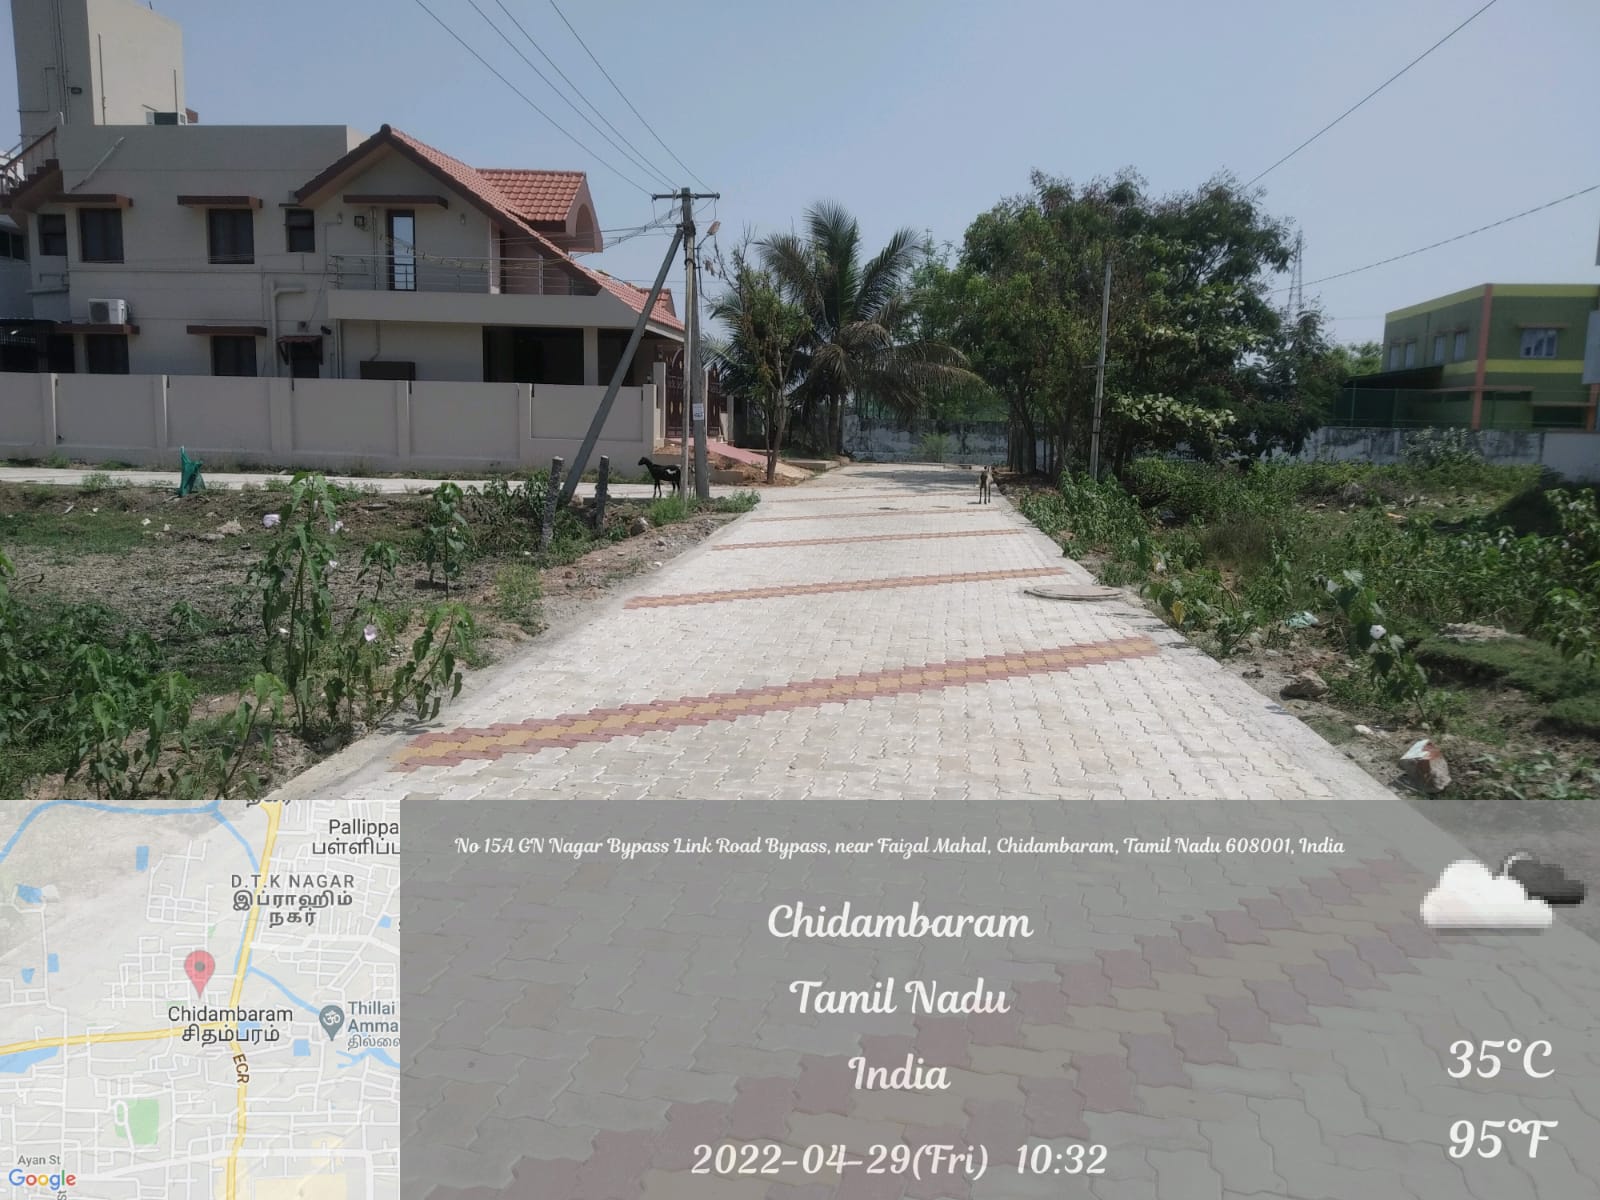 No 15A GN Nagar Bypass Link Road Bypass, near Faizal Mahal, Chidambaram, Tamil Nadu 608001, India
Chidambaram
Tamil Nadu
India
2022-04-29(Fri) 10:32
35°C
95°F
Pallippa
D.T.K NAGAR
இப்ராஹிம்
நகர்
Chidambaram
சிதம்பரம்
Thillai
Amma
ECR
Ayan St
Google